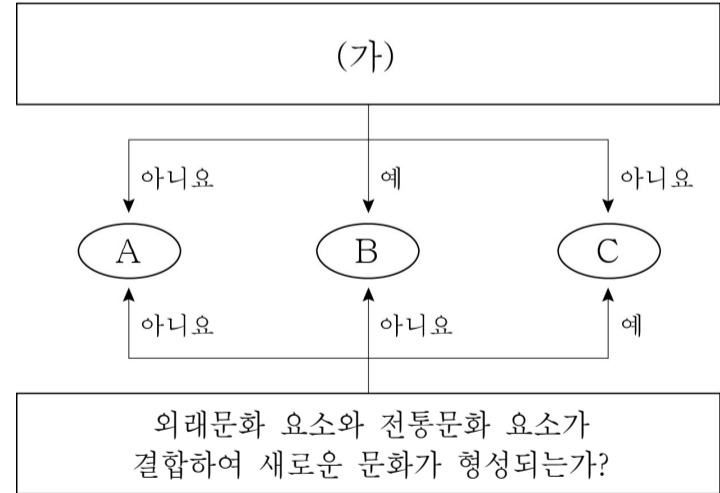 (가)
아니요
예
아니요
A
B
C
아니요
아니요
예
외래문화 요소와 전통문화 요소가
결합하여 새로운 문화가 형성되는가?